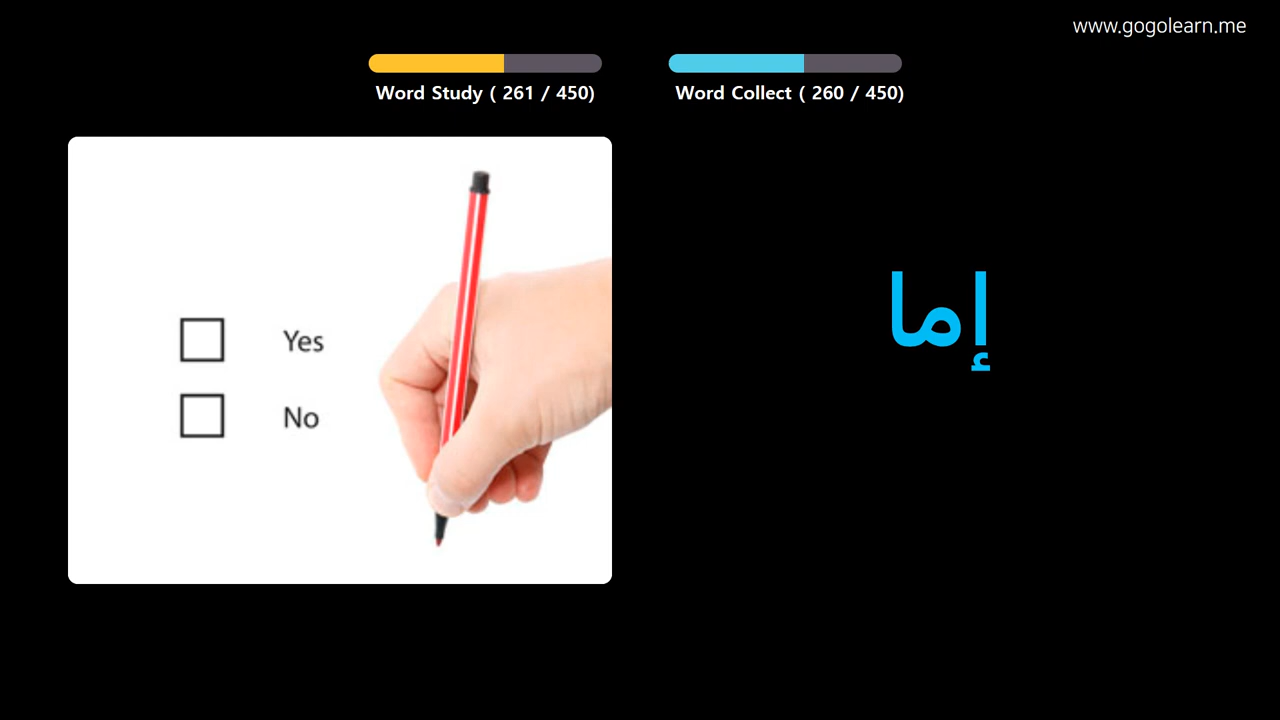 www.gogolearn.me
Word Study ( 261 / 450)
Word Collect ( 260 / 450)
Yes
No
إما